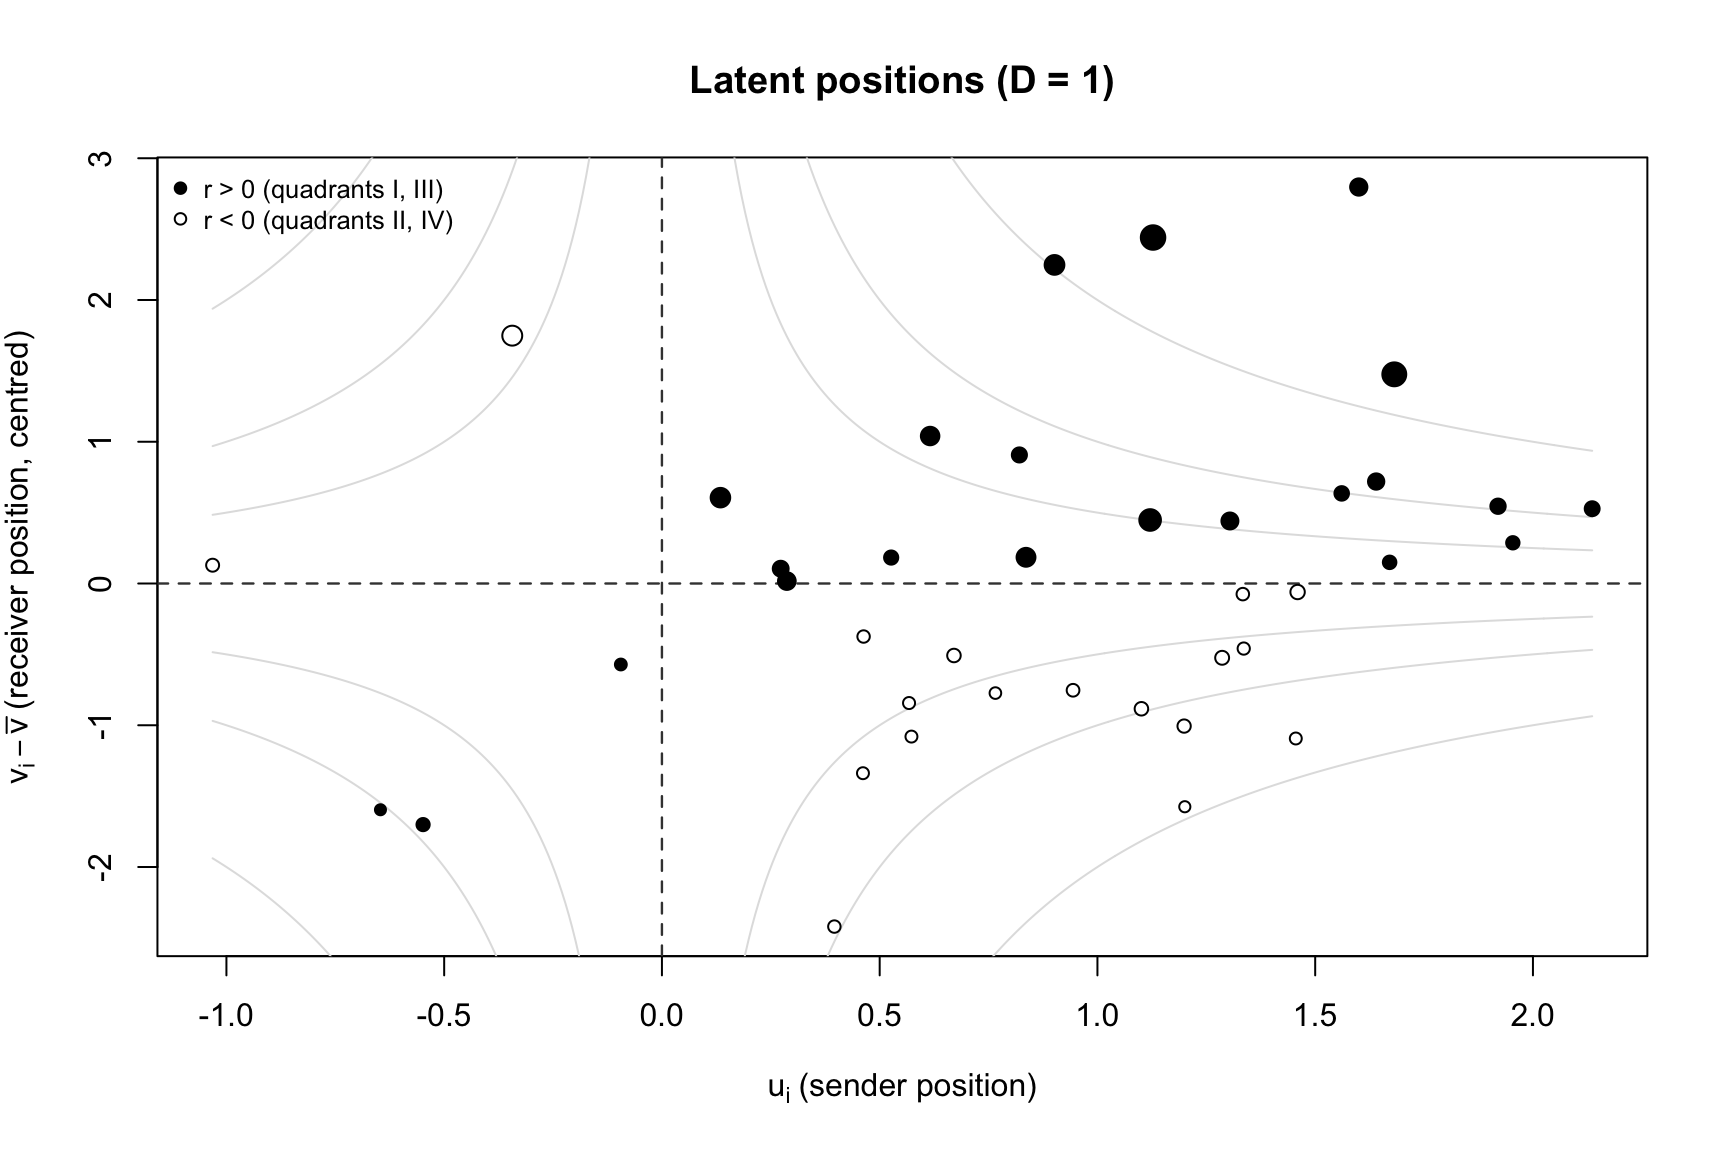 Latent positions (D = 1)
r > 0 (quadrants I, III)
r < 0 (quadrants II, IV)
3
2
1
0
-1
-2
vᵢ – v̅ (receiver position, centred)
-1.0 -0.5 0.0 0.5 1.0 1.5 2.0
uᵢ (sender position)